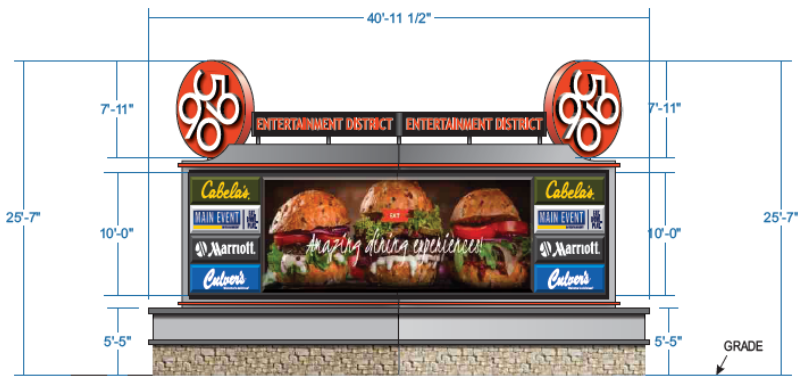 40'-11 1/2"
7'-11"
7'-11"
ENTERTAINMENT DISTRICT ENTERTAINMENT DISTRICT
25'-7"
25'-7"
10'-0"
10'-0"
Cabela's
MAIN EVENT
Marriott
Culver's
EAT
Amazing dining experiences!
Cabela's
MAIN EVENT
Marriott
Culver's
5'-5"
5'-5"
GRADE